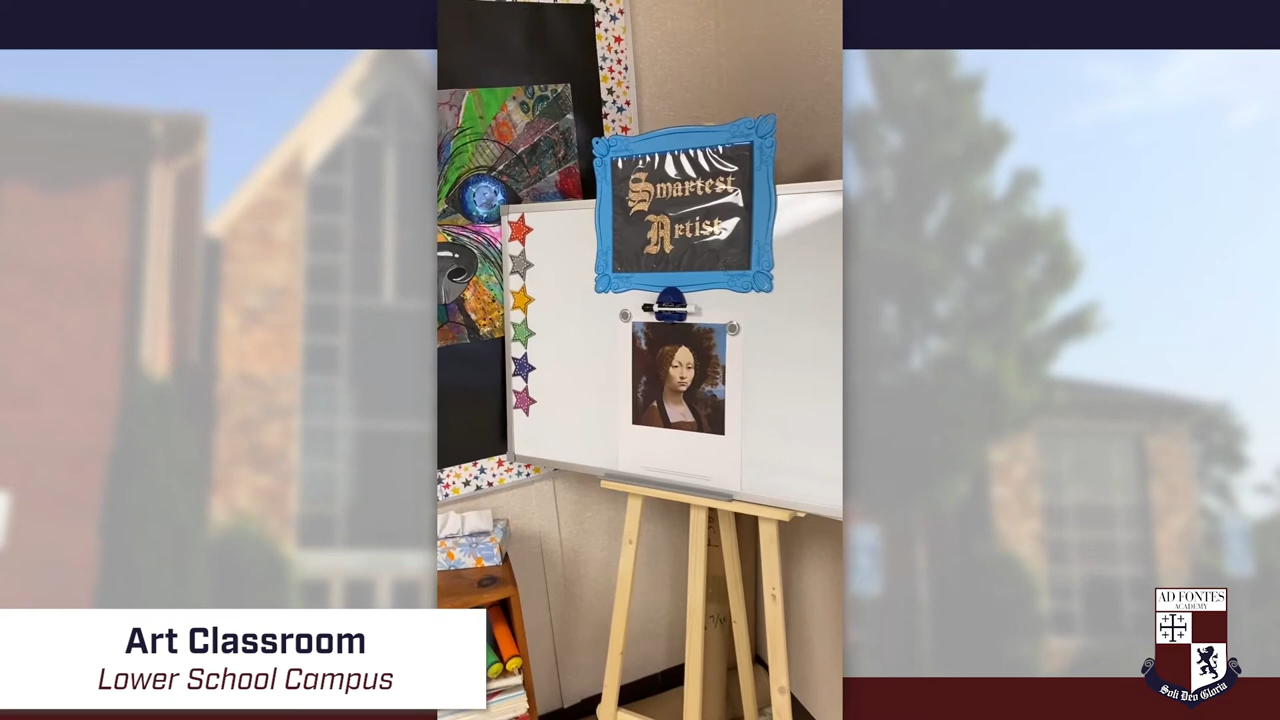 Smartest
Artist
Art Classroom
Lower School Campus
AD FONTES
ACADEMY
Soli Deo Gloria